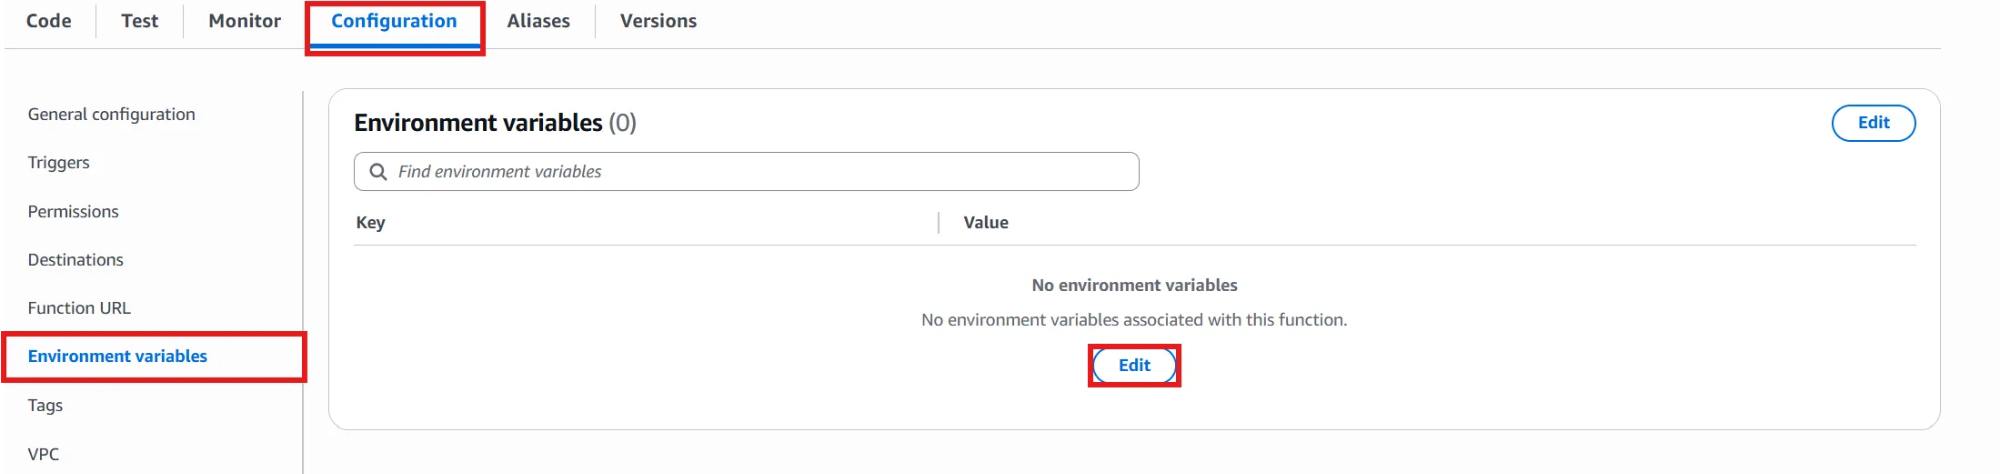 Code Test Monitor Configuration Aliases Versions
General configuration
Triggers
Permissions
Destinations
Function URL
Environment variables
Tags
VPC
Environment variables (0)
Edit
Find environment variables
Key Value
No environment variables
No environment variables associated with this function.
Edit